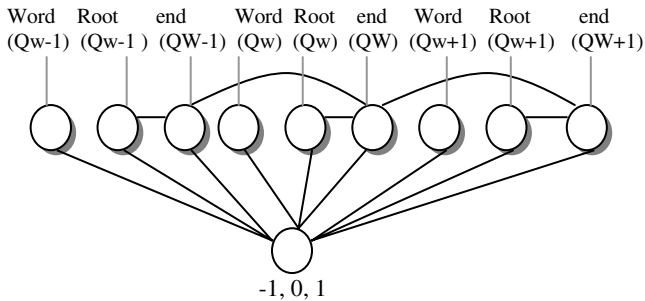 Word Root end Word Root end Word Root end
(Qw-1) (Qw-1 ) (QW-1) (Qw) (Qw) (QW) (Qw+1) (Qw+1) (QW+1)
-1, 0, 1